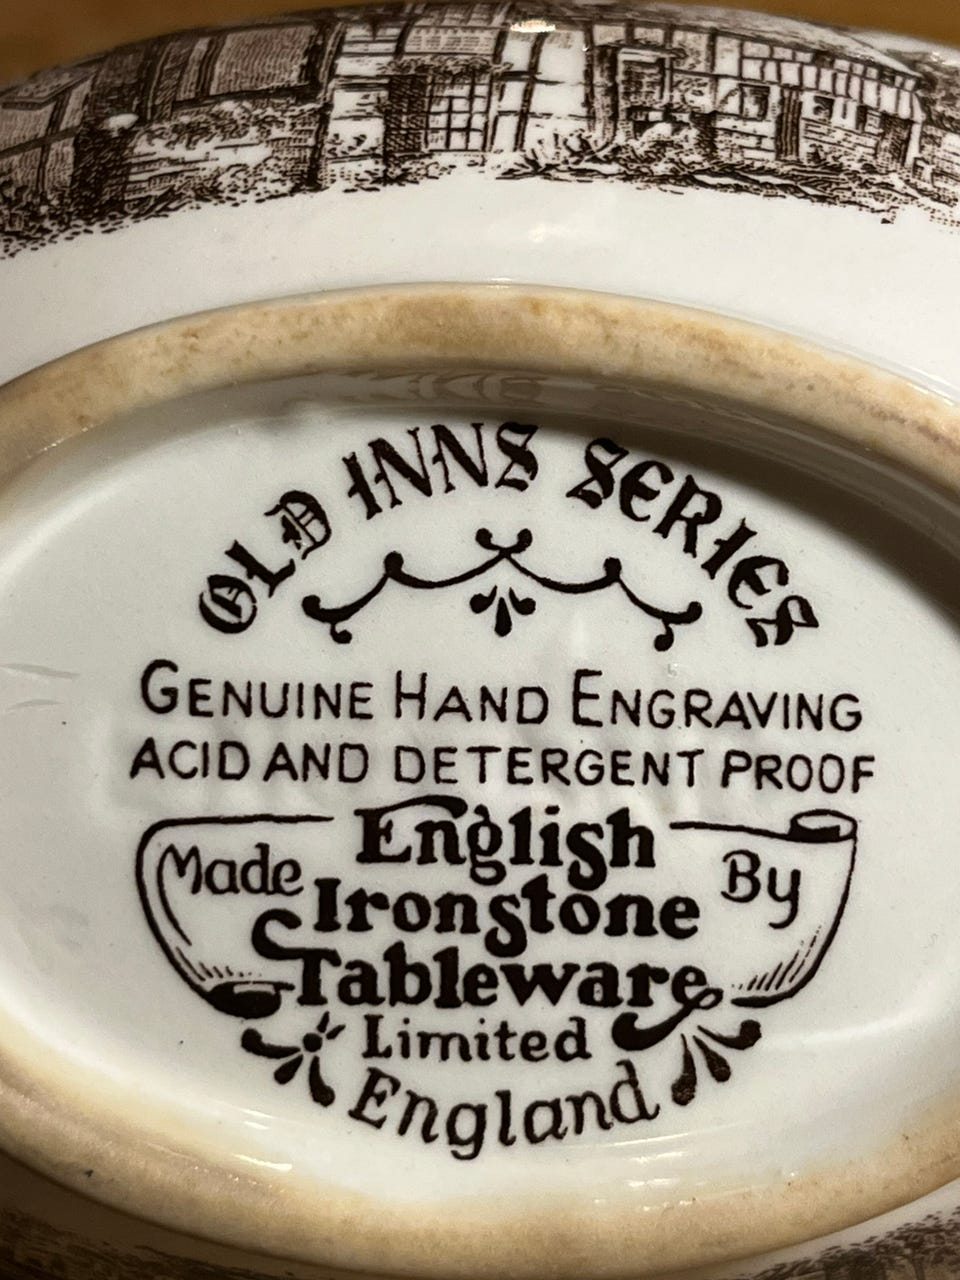 OLD INNS SERIES
GENUINE HAND ENGRAVING
ACID AND DETERGENT PROOF
Made English By
Ironstone
Tableware
Limited
England